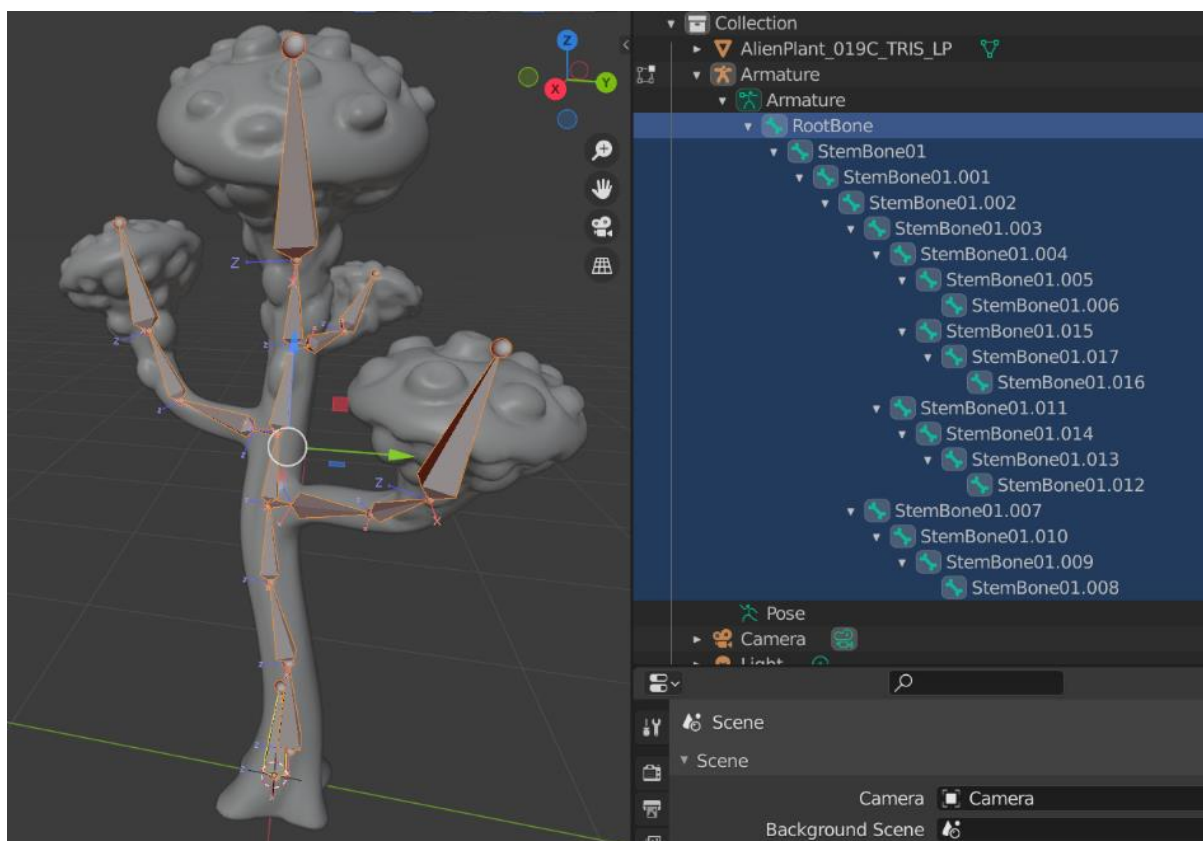 Collection
AlienPlant_019C_TRIS_LP
Armature
Armature
RootBone
StemBone01
StemBone01.001
StemBone01.002
StemBone01.003
StemBone01.004
StemBone01.005
StemBone01.006
StemBone01.015
StemBone01.017
StemBone01.016
StemBone01.011
StemBone01.014
StemBone01.013
StemBone01.012
StemBone01.007
StemBone01.010
StemBone01.009
StemBone01.008
Pose
Camera
Light
Scene
Scene
Camera Camera
Background Scene
Z
Y
X
Z
Z
X